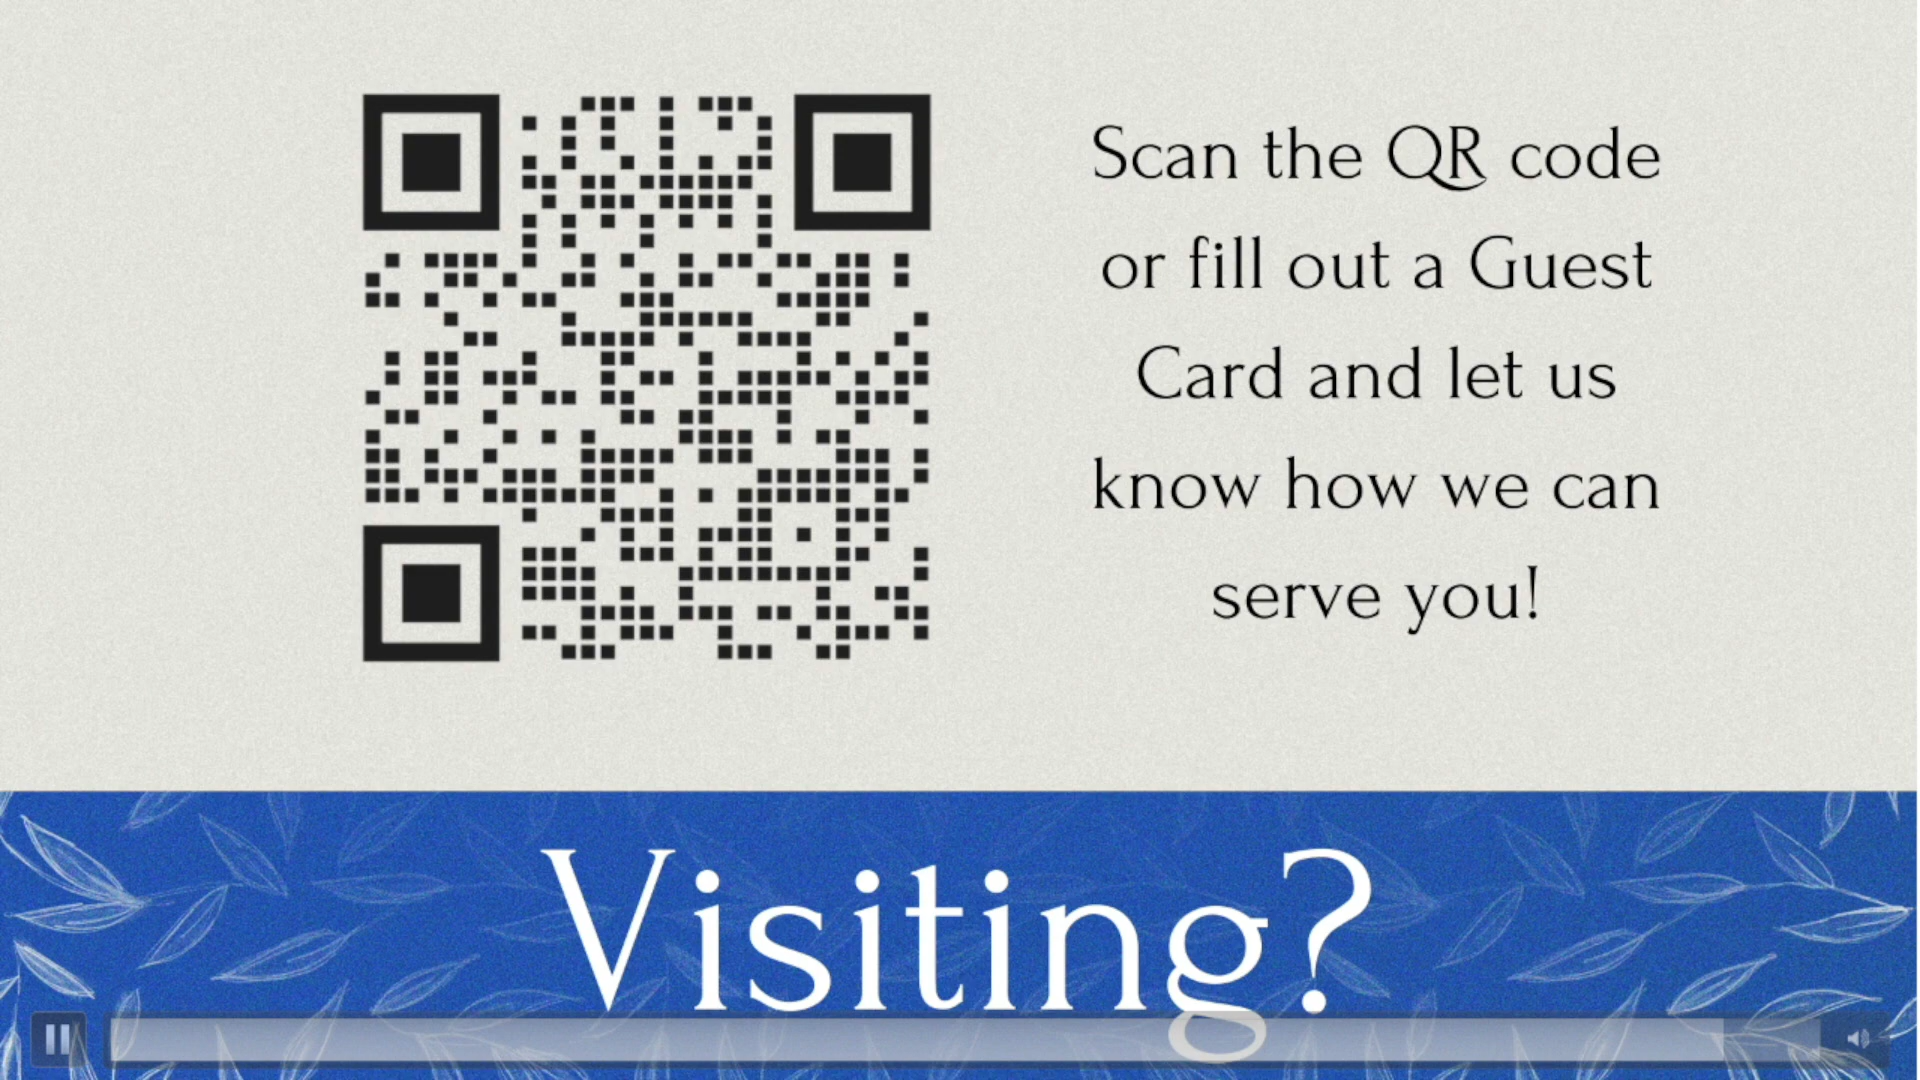 Scan the QR code
or fill out a Guest
Card and let us
know how we can
serve you!
Visiting?